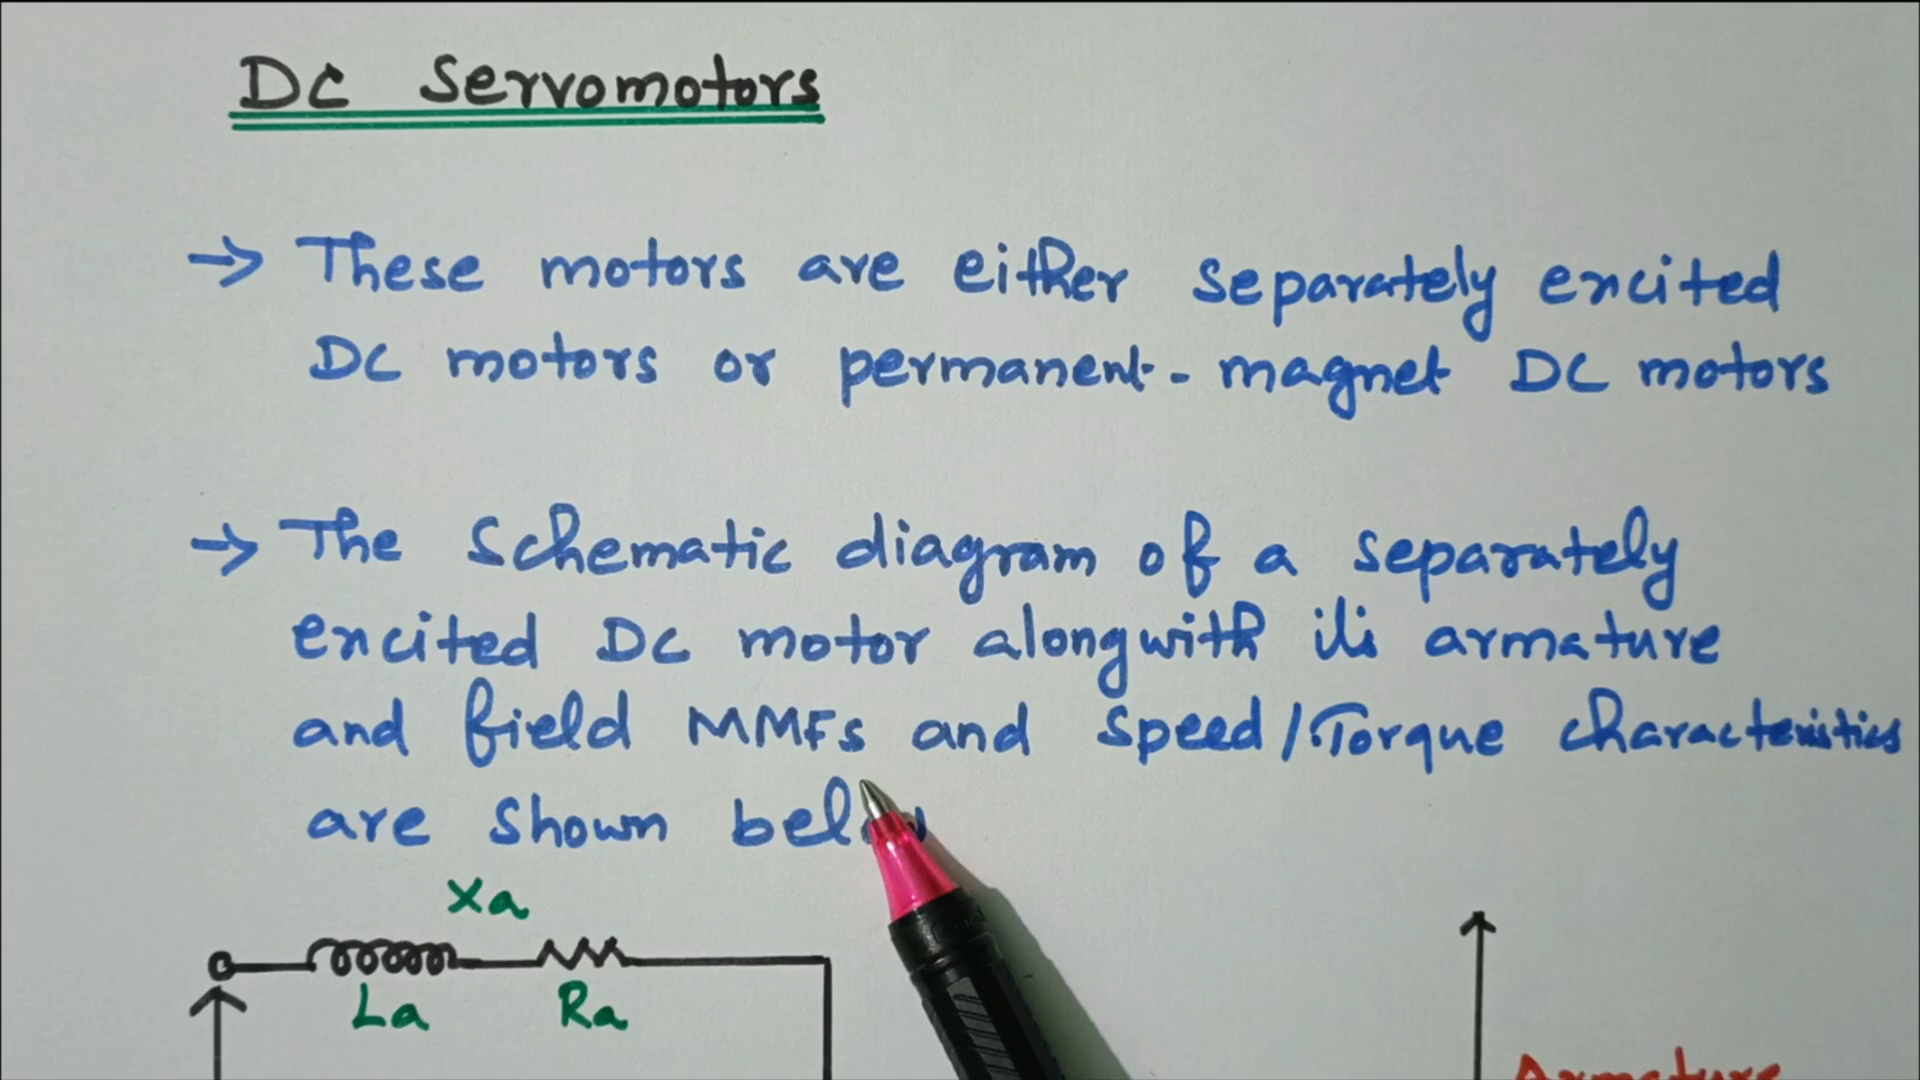 DC Servomotors
→ These motors are either separately excited
DC motors or permanent-magnet DC motors
→ The schematic diagram of a separately
excited DC motor alongwith its armature
and field MMFs and speed/Torque characteristics
are shown below
Xa
La Ra
Armature